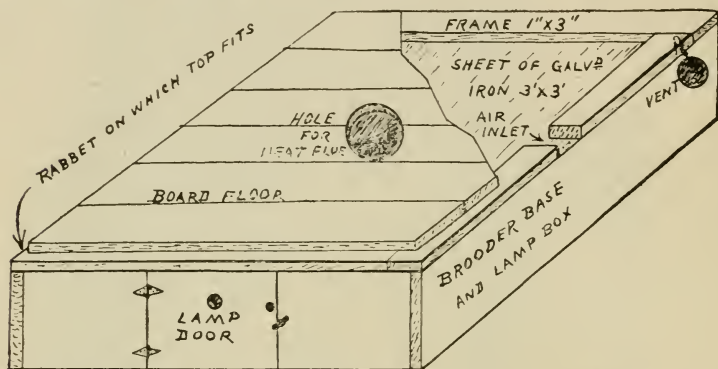 FRAME 1"x3"
SHEET OF GALVD
IRON 3'x3'
AIR
INLET
VENT
RABBET ON WHICH TOP FITS
HOLE
FOR
HEAT FLUE
BOARD FLOOR
BROODER BASE
AND LAMP BOX
LAMP
DOOR